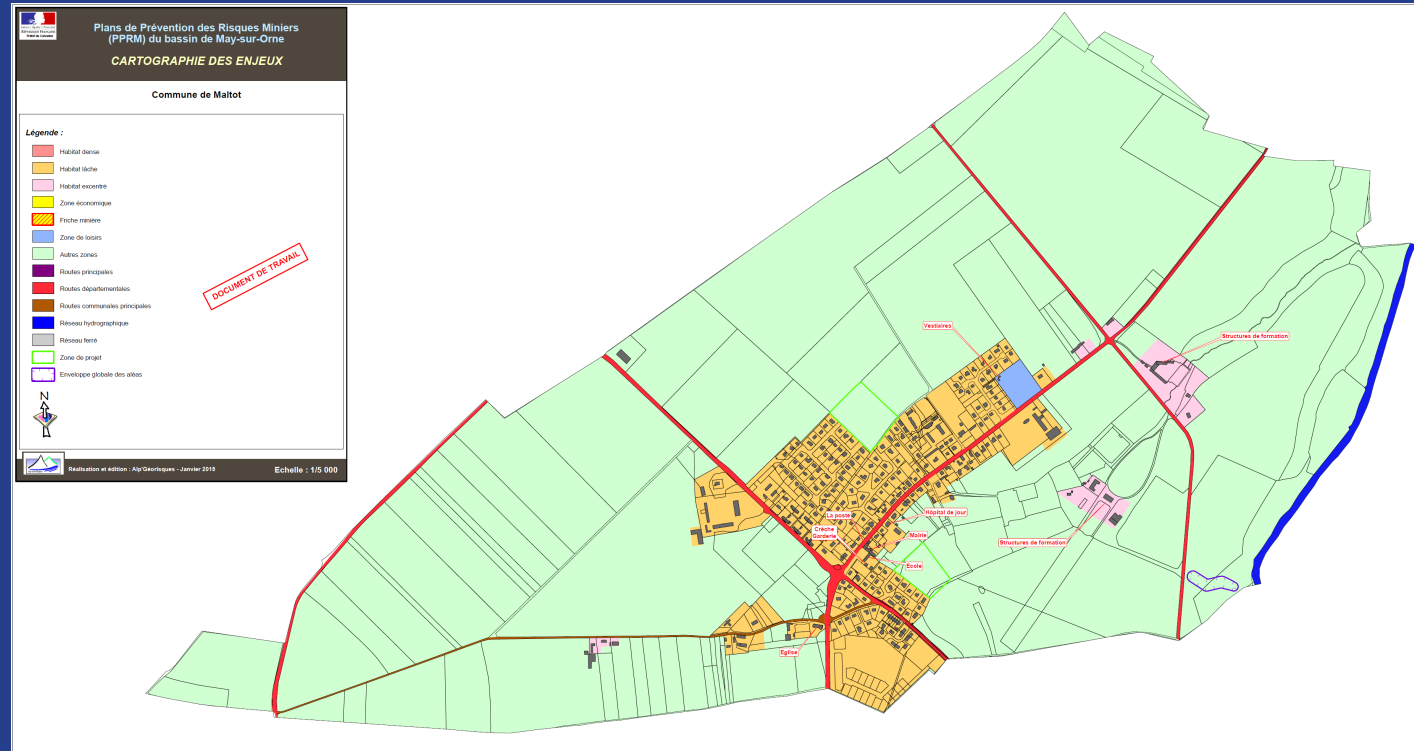 Plans de Prévention des Risques Miniers
(PPRM) du bassin de May-sur-Orne
CARTOGRAPHIE DES ENJEUX
Commune de Maltot
Légende :
Habitat dense
Habitat lâche
Habitat excentré
Zone économique
Friche minière
Zone de loisirs
Autres zones
Routes principales
Routes départementales
Routes communales principales
Réseau hydrographique
Réseau ferré
Zone de projet
Enveloppe globale des aléas
DOCUMENT DE TRAVAIL
N
Réalisation et édition : Alp'Géorisques - Janvier 2015
Echelle : 1/5 000
Vestiaires
Structures de formation
La poste
Hôpital de jour
Crèche
Garderie
Mairie
Structures de formation
Ecole
Eglise